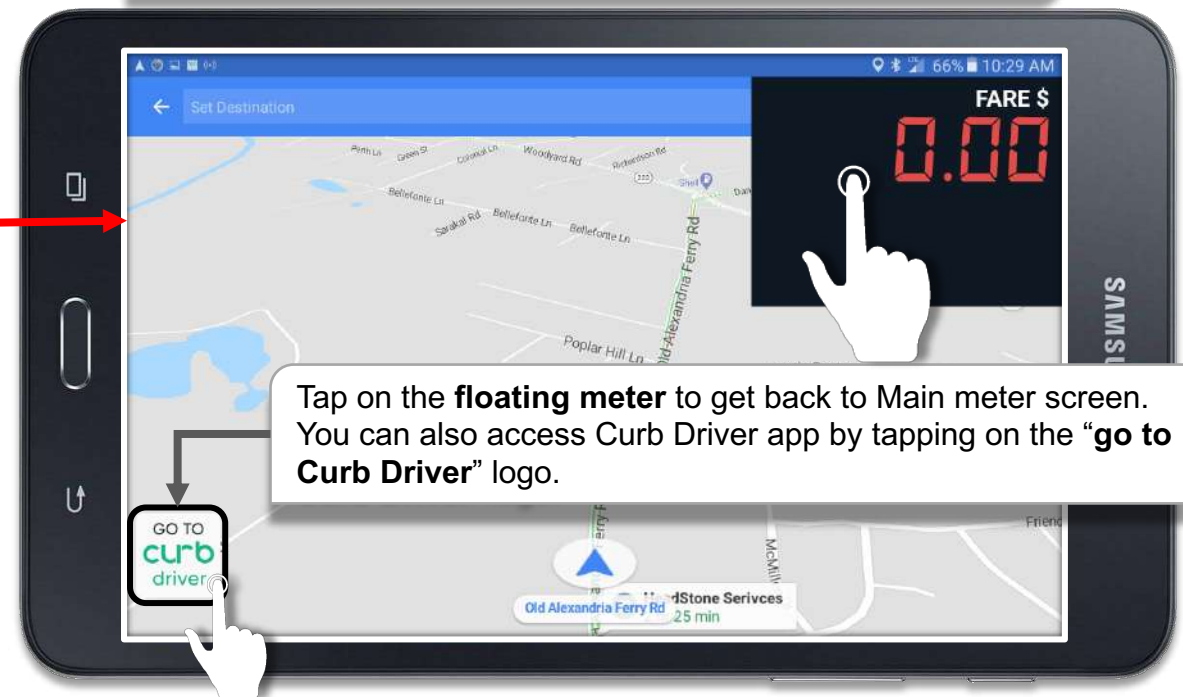 66% 10:29 AM
Set Destination
FARE $
0.00
Perth Ln
Green St
Colonial Ln
Woodyard Rd
Richardson Rd
223
Shell
Bellefonte Ln
Sarakal Rd
Bellefonte Ln
Bellefonte Ln
Old Alexandria Ferry Rd
Poplar Hill Ln
SAMSU
Tap on the floating meter to get back to Main meter screen.
You can also access Curb Driver app by tapping on the “go to
Curb Driver” logo.
GO TO
curb
driver
Ferry R
McMill
Friend
dStone Serivces
Old Alexandria Ferry Rd
25 min